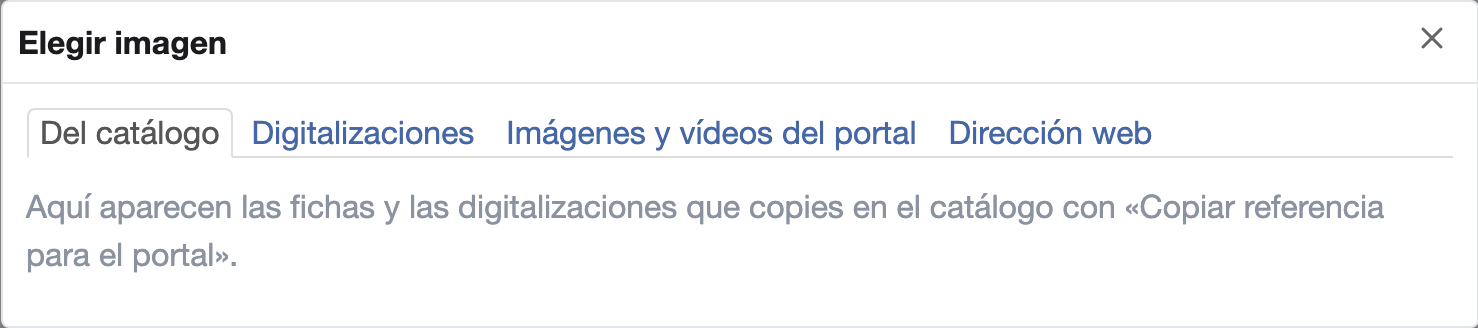 Elegir imagen
Del catálogo Digitalizaciones Imágenes y vídeos del portal Dirección web
Aquí aparecen las fichas y las digitalizaciones que copies en el catálogo con «Copiar referencia
para el portal».